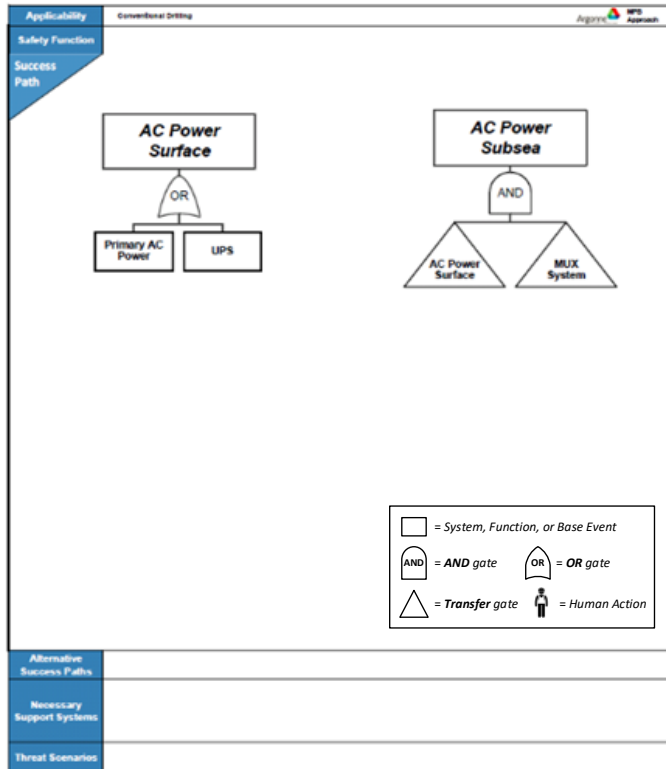 Applicability
Conventional Drilling
Argonne
MPS
Approach
Safety Function
Success
Path
AC Power
Surface
OR
Primary AC
Power
UPS
AC Power
Subsea
AND
AC Power
Surface
MUX
System
= System, Function, or Base Event
AND = AND gate
OR = OR gate
= Transfer gate
= Human Action
Alternative
Success Paths
Necessary
Support Systems
Threat Scenarios